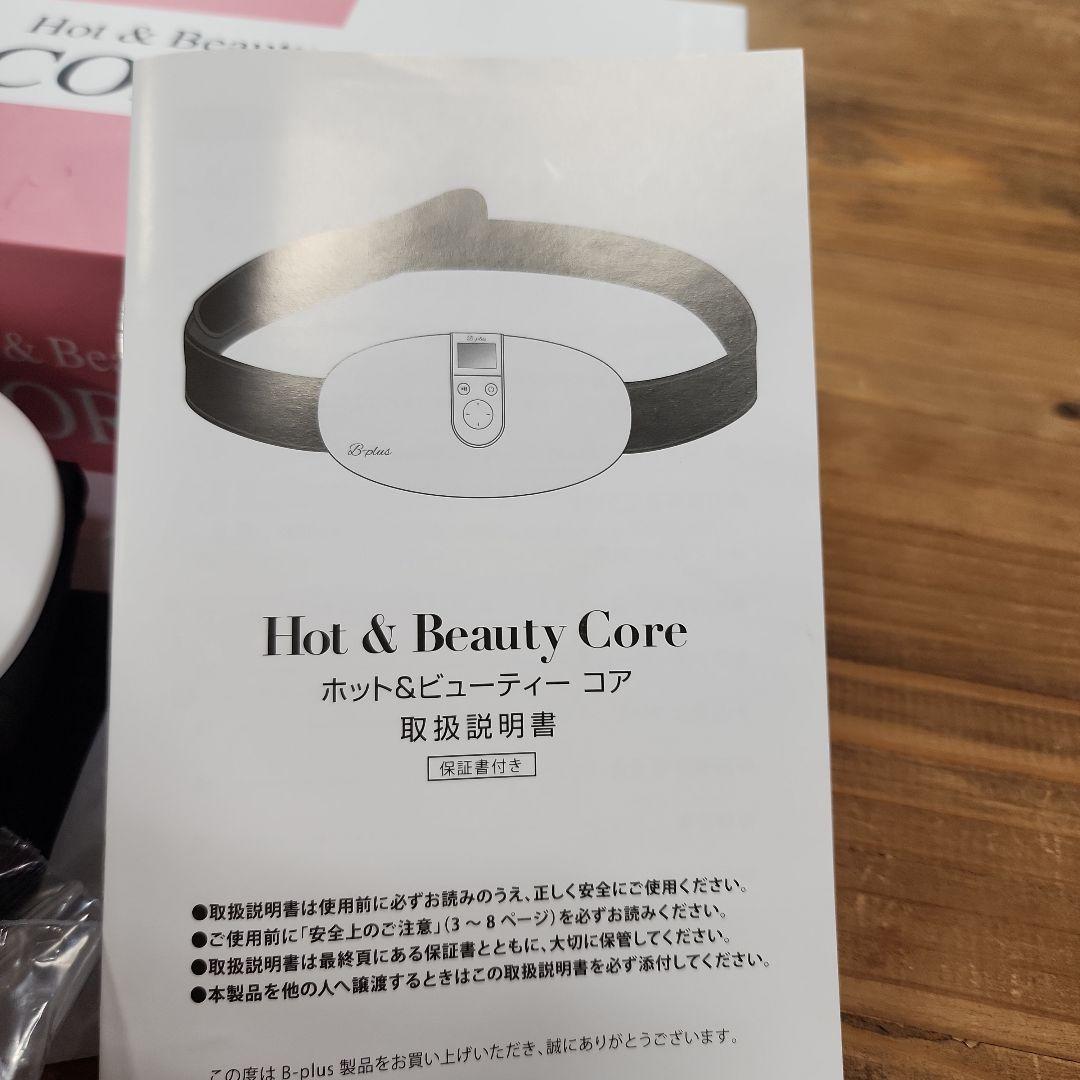 Hot & Beau
CO
& Be
OR
B-plus
B-plus
Hot & Beauty Core
ホット&ビューティー コア
取扱説明書
保証書付き
●取扱説明書は使用前に必ずお読みのうえ、正しく安全にご使用ください。
●ご使用前に「安全上のご注意」(3 〜 8 ページ)を必ずお読みください。
●取扱説明書は最終頁にある保証書とともに、大切に保管してください。
●本製品を他の人へ譲渡するときはこの取扱説明書を必ず添付してください。
この度は B-plus 製品をお買い上げいただき、誠にありがとうございます。